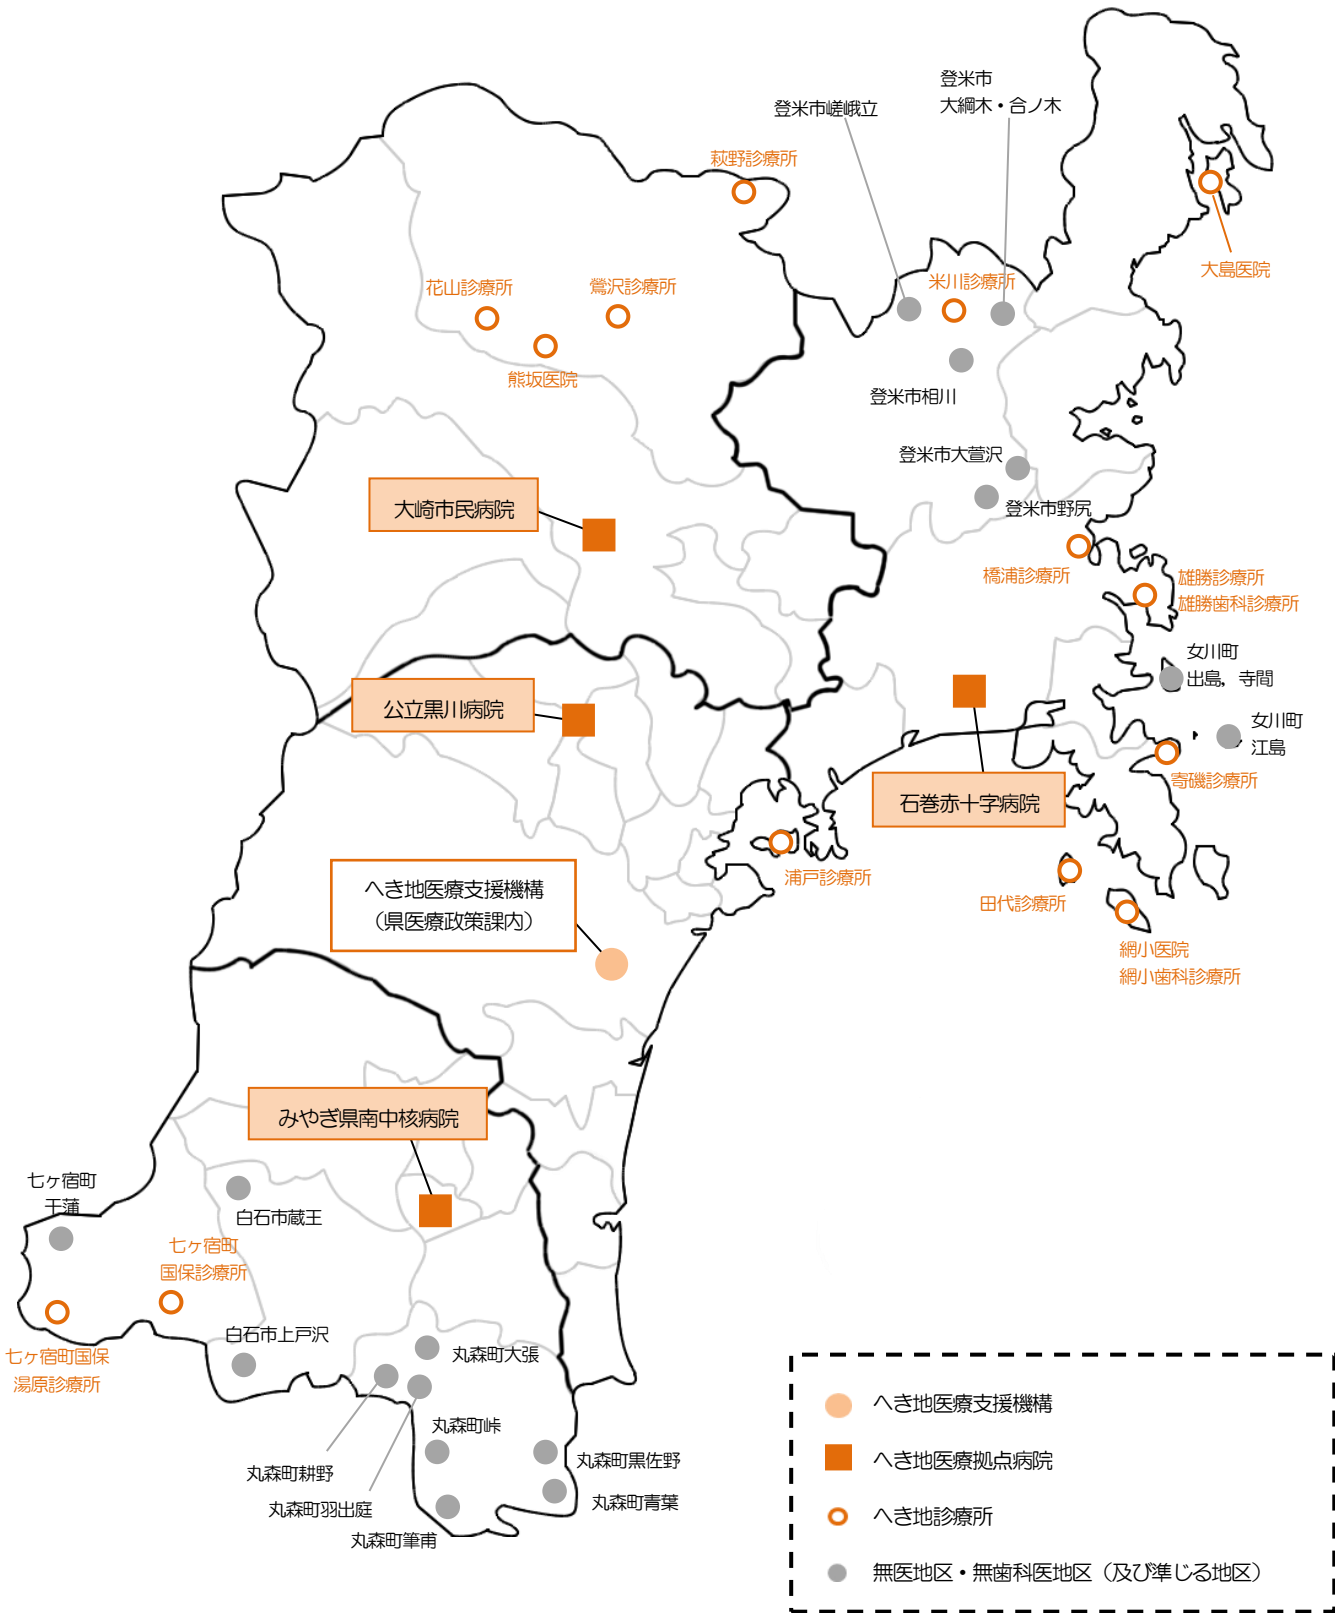 登米市
大綱木・合ノ木
登米市嵯峨立
萩野診療所
大島医院
米川診療所
花山診療所
鶯沢診療所
熊坂医院
登米市相川
登米市大萱沢
登米市野尻
大崎市民病院
橋浦診療所
雄勝診療所
雄勝歯科診療所
女川町
出島，寺間
女川町
江島
公立黒川病院
寄磯診療所
石巻赤十字病院
浦戸診療所
田代診療所
へき地医療支援機構
（県医療政策課内）
網小医院
網小歯科診療所
みやぎ県南中核病院
七ヶ宿町
干蒲
白石市蔵王
七ヶ宿町
国保診療所
白石市上戸沢
七ヶ宿町国保
湯原診療所
丸森町大張
丸森町峠
丸森町耕野
丸森町黒佐野
丸森町羽出庭
丸森町青葉
丸森町筆甫
へき地医療支援機構
へき地医療拠点病院
へき地診療所
無医地区・無歯科医地区（及び準じる地区）